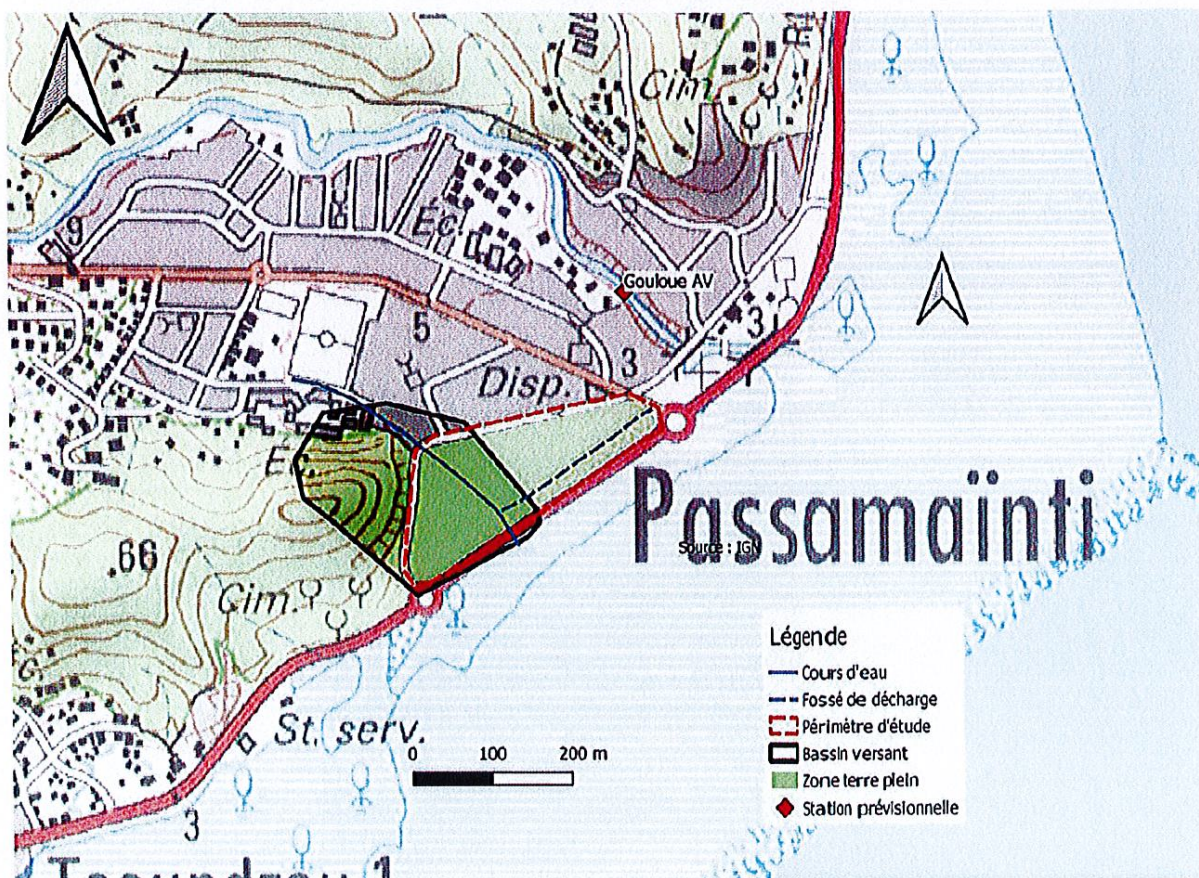 Cim.
9
Éc.
Gouloue AV
5
3
3
Disp.
Éc.
Passamaïnti
Source : IGN
66
Cim.
St. serv.
0 100 200 m
3
Légende
Cours d'eau
Fossé de décharge
Périmètre d'étude
Bassin versant
Zone terre plein
Station prévisionnelle